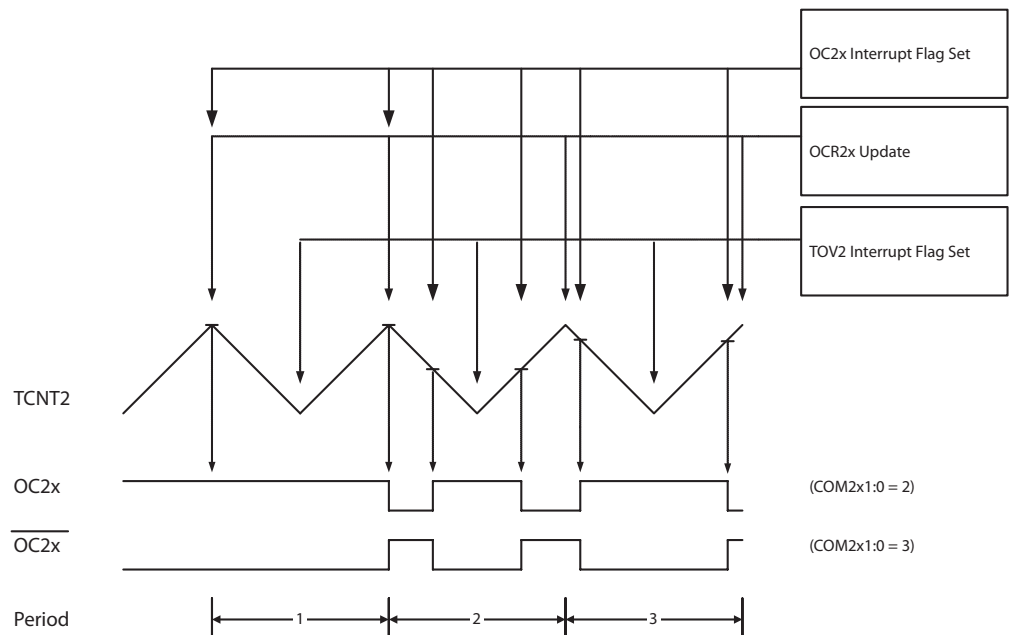 OC2x Interrupt Flag Set
OCR2x Update
TOV2 Interrupt Flag Set
TCNT2
OC2x (COM2x1:0 = 2)
OC2x (COM2x1:0 = 3)
Period 1 2 3